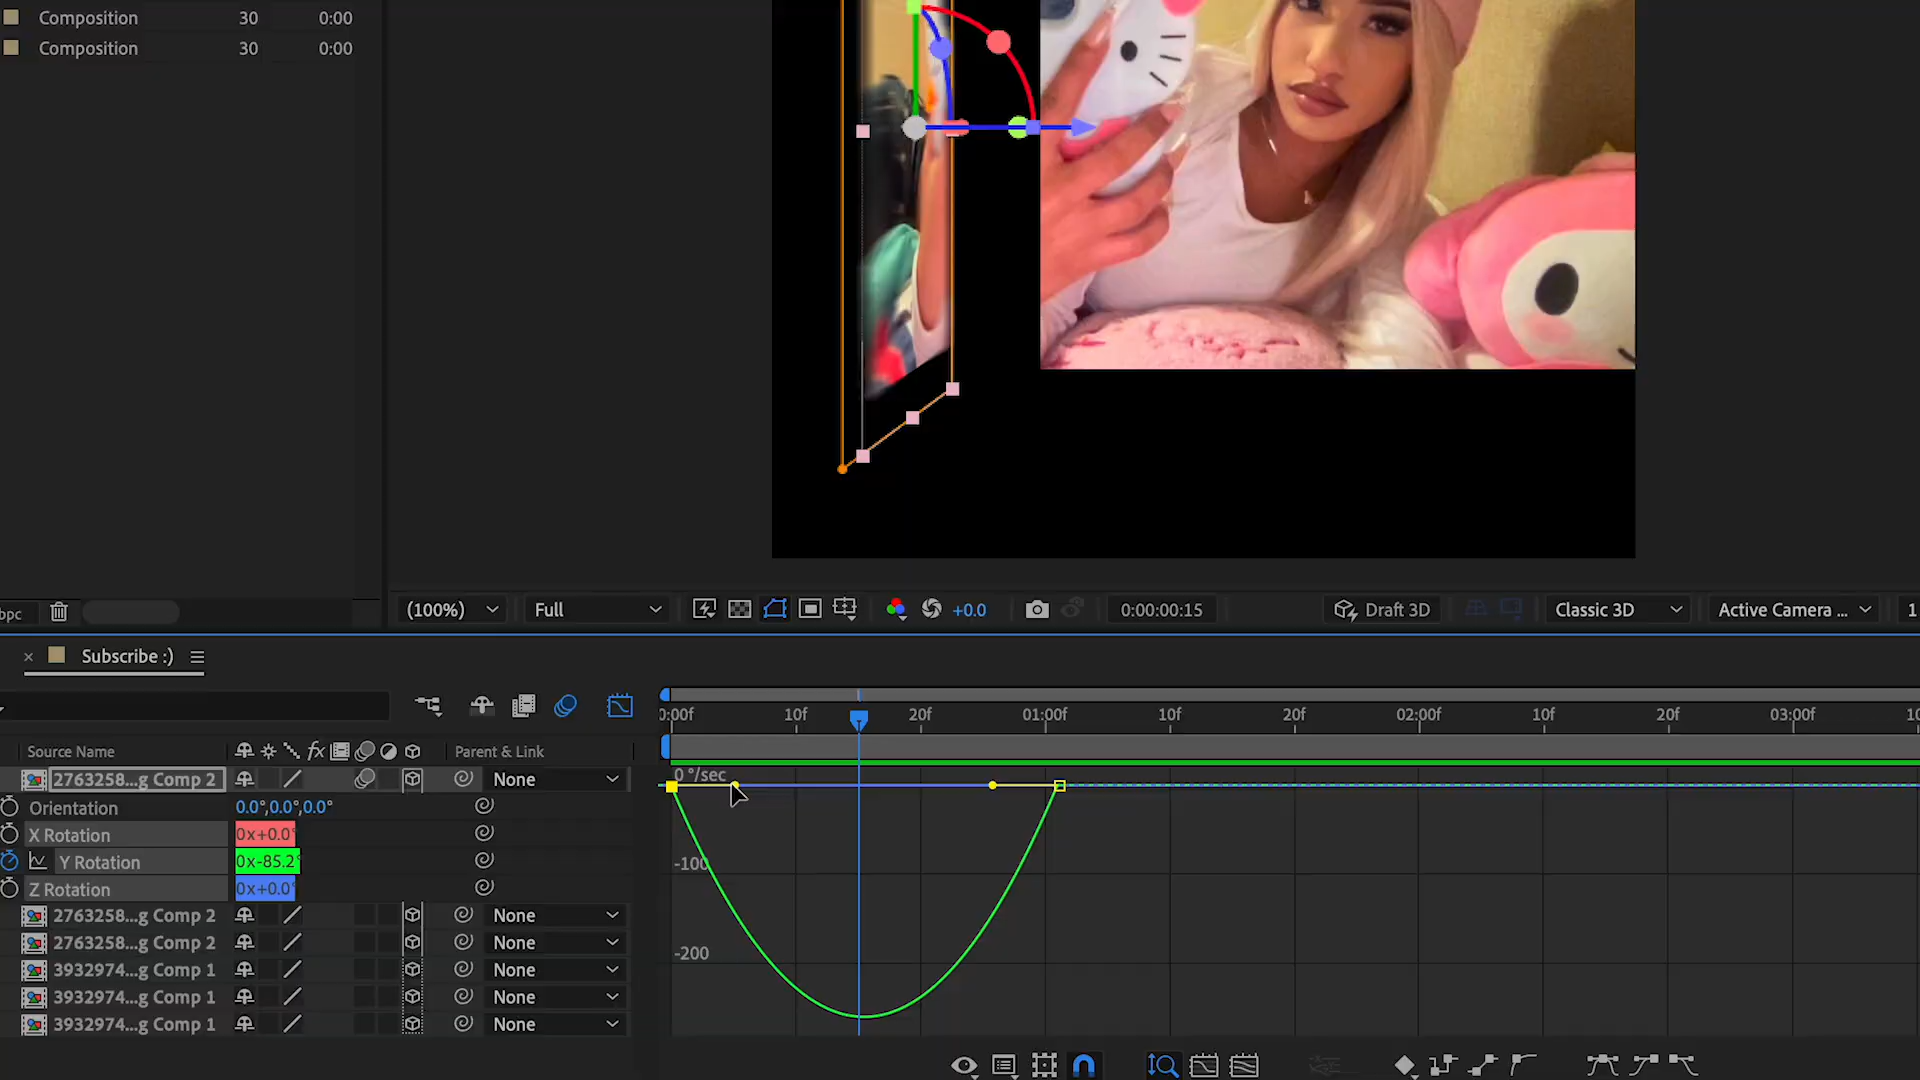 Composition 30 0:00
Composition 30 0:00
bpc (100%) Full +0.0 0:00:00:15 Draft 3D Classic 3D Active Camera ... 1
Subscribe :)
0:00f 10f 20f 01:00f 10f 20f 02:00f 10f 20f 03:00f 10
Source Name fx Parent & Link
2763258...g Comp 2 None
0 °/sec
Orientation 0.0°,0.0°,0.0°
X Rotation 0x+0.0°
Y Rotation 0x-85.2°
-100
Z Rotation 0x+0.0°
2763258...g Comp 2 None
2763258...g Comp 2 None
-200
3932974...g Comp 1 None
3932974...g Comp 1 None
3932974...g Comp 1 None